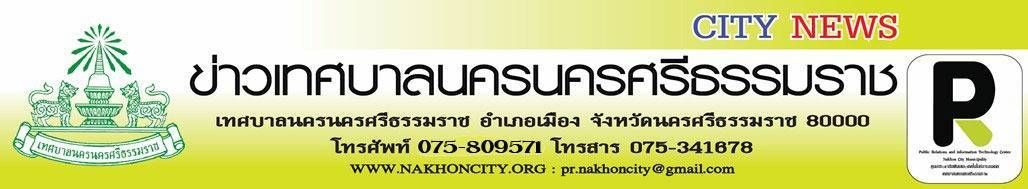 CITY NEWS
ข่าวเทศบาลนครนครศรีธรรมราช
เทศบาลนครนครศรีธรรมราช อำเภอเมือง จังหวัดนครศรีธรรมราช 80000
โทรศัพท์ 075-809571 โทรสาร 075-341678
WWW.NAKHONCITY.ORG : pr.nakhoncity@gmail.com
เทศบาลนครนครศรีธรรมราช
PR
Public Relations and Information Technology Center
Nakhon City Municipality